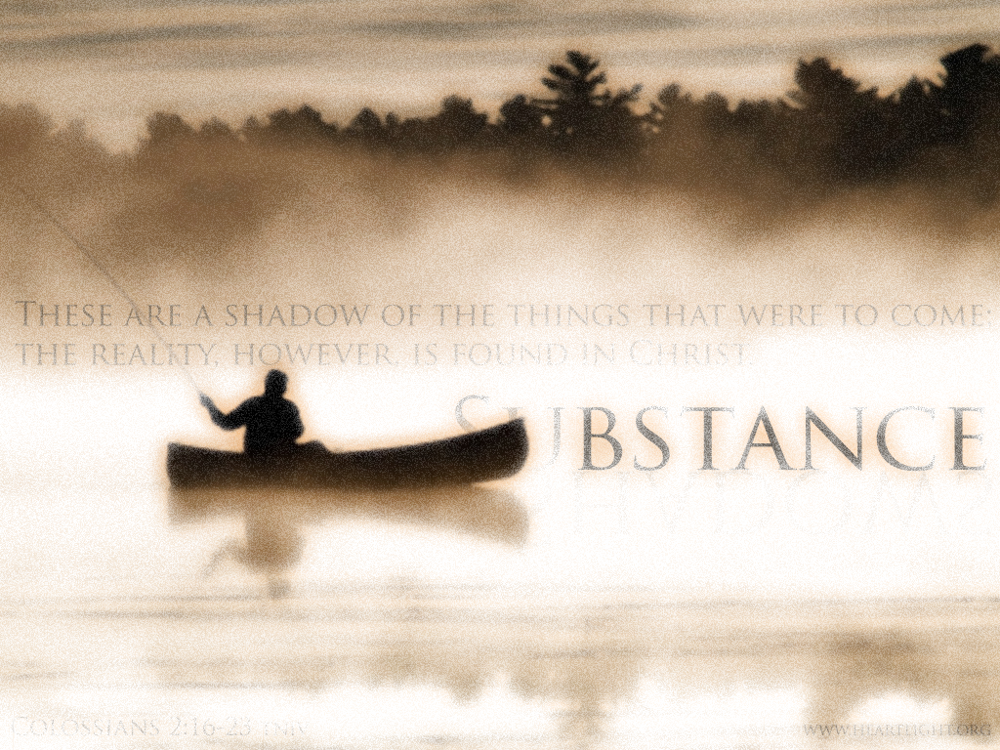 These are a shadow of the things that were to come;
the reality, however, is found in Christ.
Substance
Colossians 2:16-23
www.heartlight.org